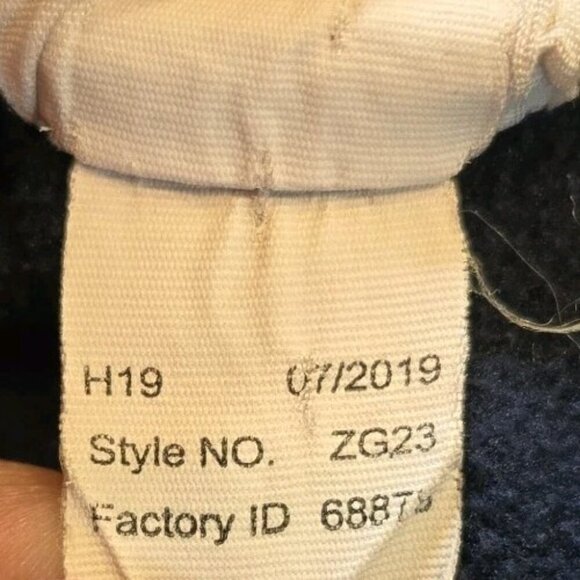 H19 07/2019
Style NO. ZG23
Factory ID